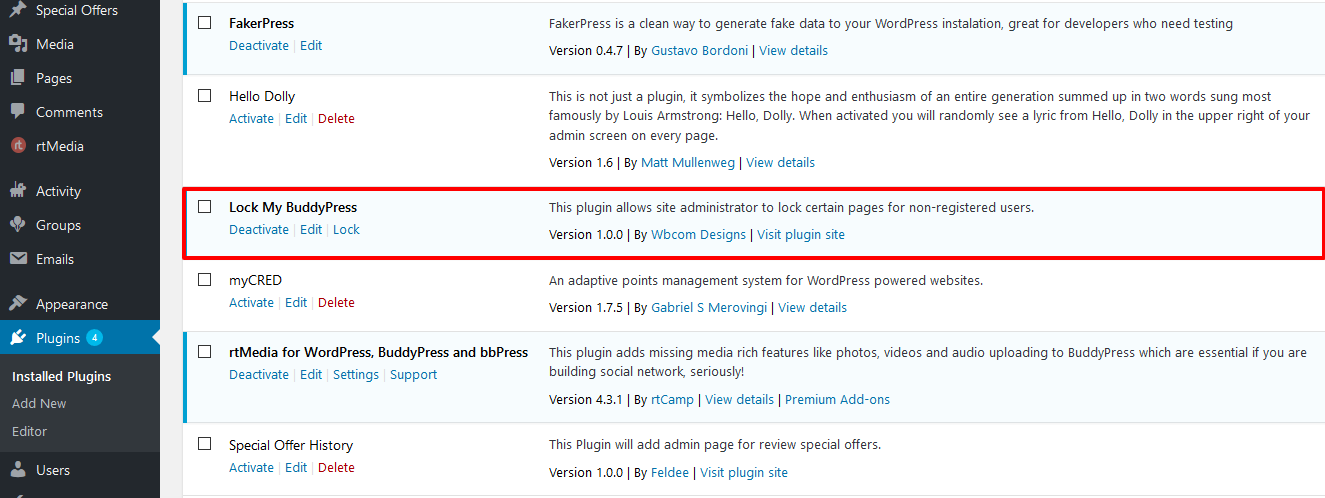 Special Offers
Media
Pages
Comments
rtMedia
Activity
Groups
Emails
Appearance
Plugins 4
Installed Plugins
Add New
Editor
Users
FakerPress
Deactivate | Edit
FakerPress is a clean way to generate fake data to your WordPress instalation, great for developers who need testing
Version 0.4.7 | By Gustavo Bordoni | View details
Hello Dolly
Activate | Edit | Delete
This is not just a plugin, it symbolizes the hope and enthusiasm of an entire generation summed up in two words sung most
famously by Louis Armstrong: Hello, Dolly. When activated you will randomly see a lyric from Hello, Dolly in the upper right of your
admin screen on every page.
Version 1.6 | By Matt Mullenweg | View details
Lock My BuddyPress
Deactivate | Edit | Lock
This plugin allows site administrator to lock certain pages for non-registered users.
Version 1.0.0 | By Wbcom Designs | Visit plugin site
myCRED
Activate | Edit | Delete
An adaptive points management system for WordPress powered websites.
Version 1.7.5 | By Gabriel S Merovingi | View details
rtMedia for WordPress, BuddyPress and bbPress
Deactivate | Edit | Settings | Support
This plugin adds missing media rich features like photos, videos and audio uploading to BuddyPress which are essential if you are
building social network, seriously!
Version 4.3.1 | By rtCamp | View details | Premium Add-ons
Special Offer History
Activate | Edit | Delete
This Plugin will add admin page for review special offers.
Version 1.0.0 | By Feldee | Visit plugin site